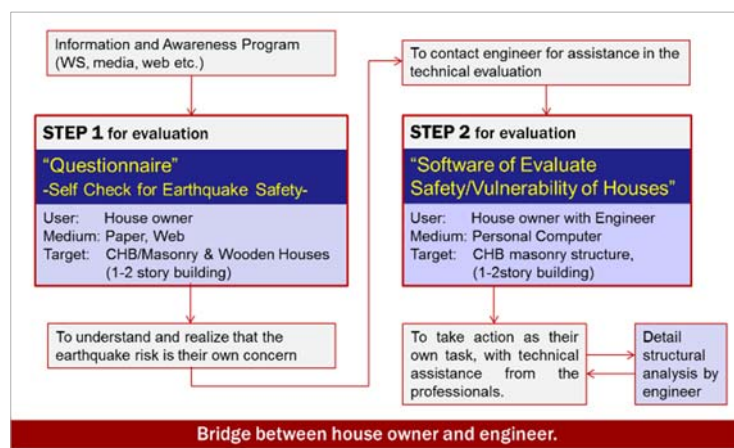 Information and Awareness Program
(WS, media, web etc.)
STEP 1 for evaluation
“Questionnaire”
-Self Check for Earthquake Safety-
User: House owner
Medium: Paper, Web
Target: CHB/Masonry & Wooden Houses
(1-2 story building)
To understand and realize that the
earthquake risk is their own concern
To contact engineer for assistance in the
technical evaluation
STEP 2 for evaluation
“Software of Evaluate
Safety/Vulnerability of Houses”
User: House owner with Engineer
Medium: Personal Computer
Target: CHB masonry structure,
(1-2story building)
To take action as their
own task, with technical
assistance from the
professionals.
Detail
structural
analysis by
engineer
Bridge between house owner and engineer.